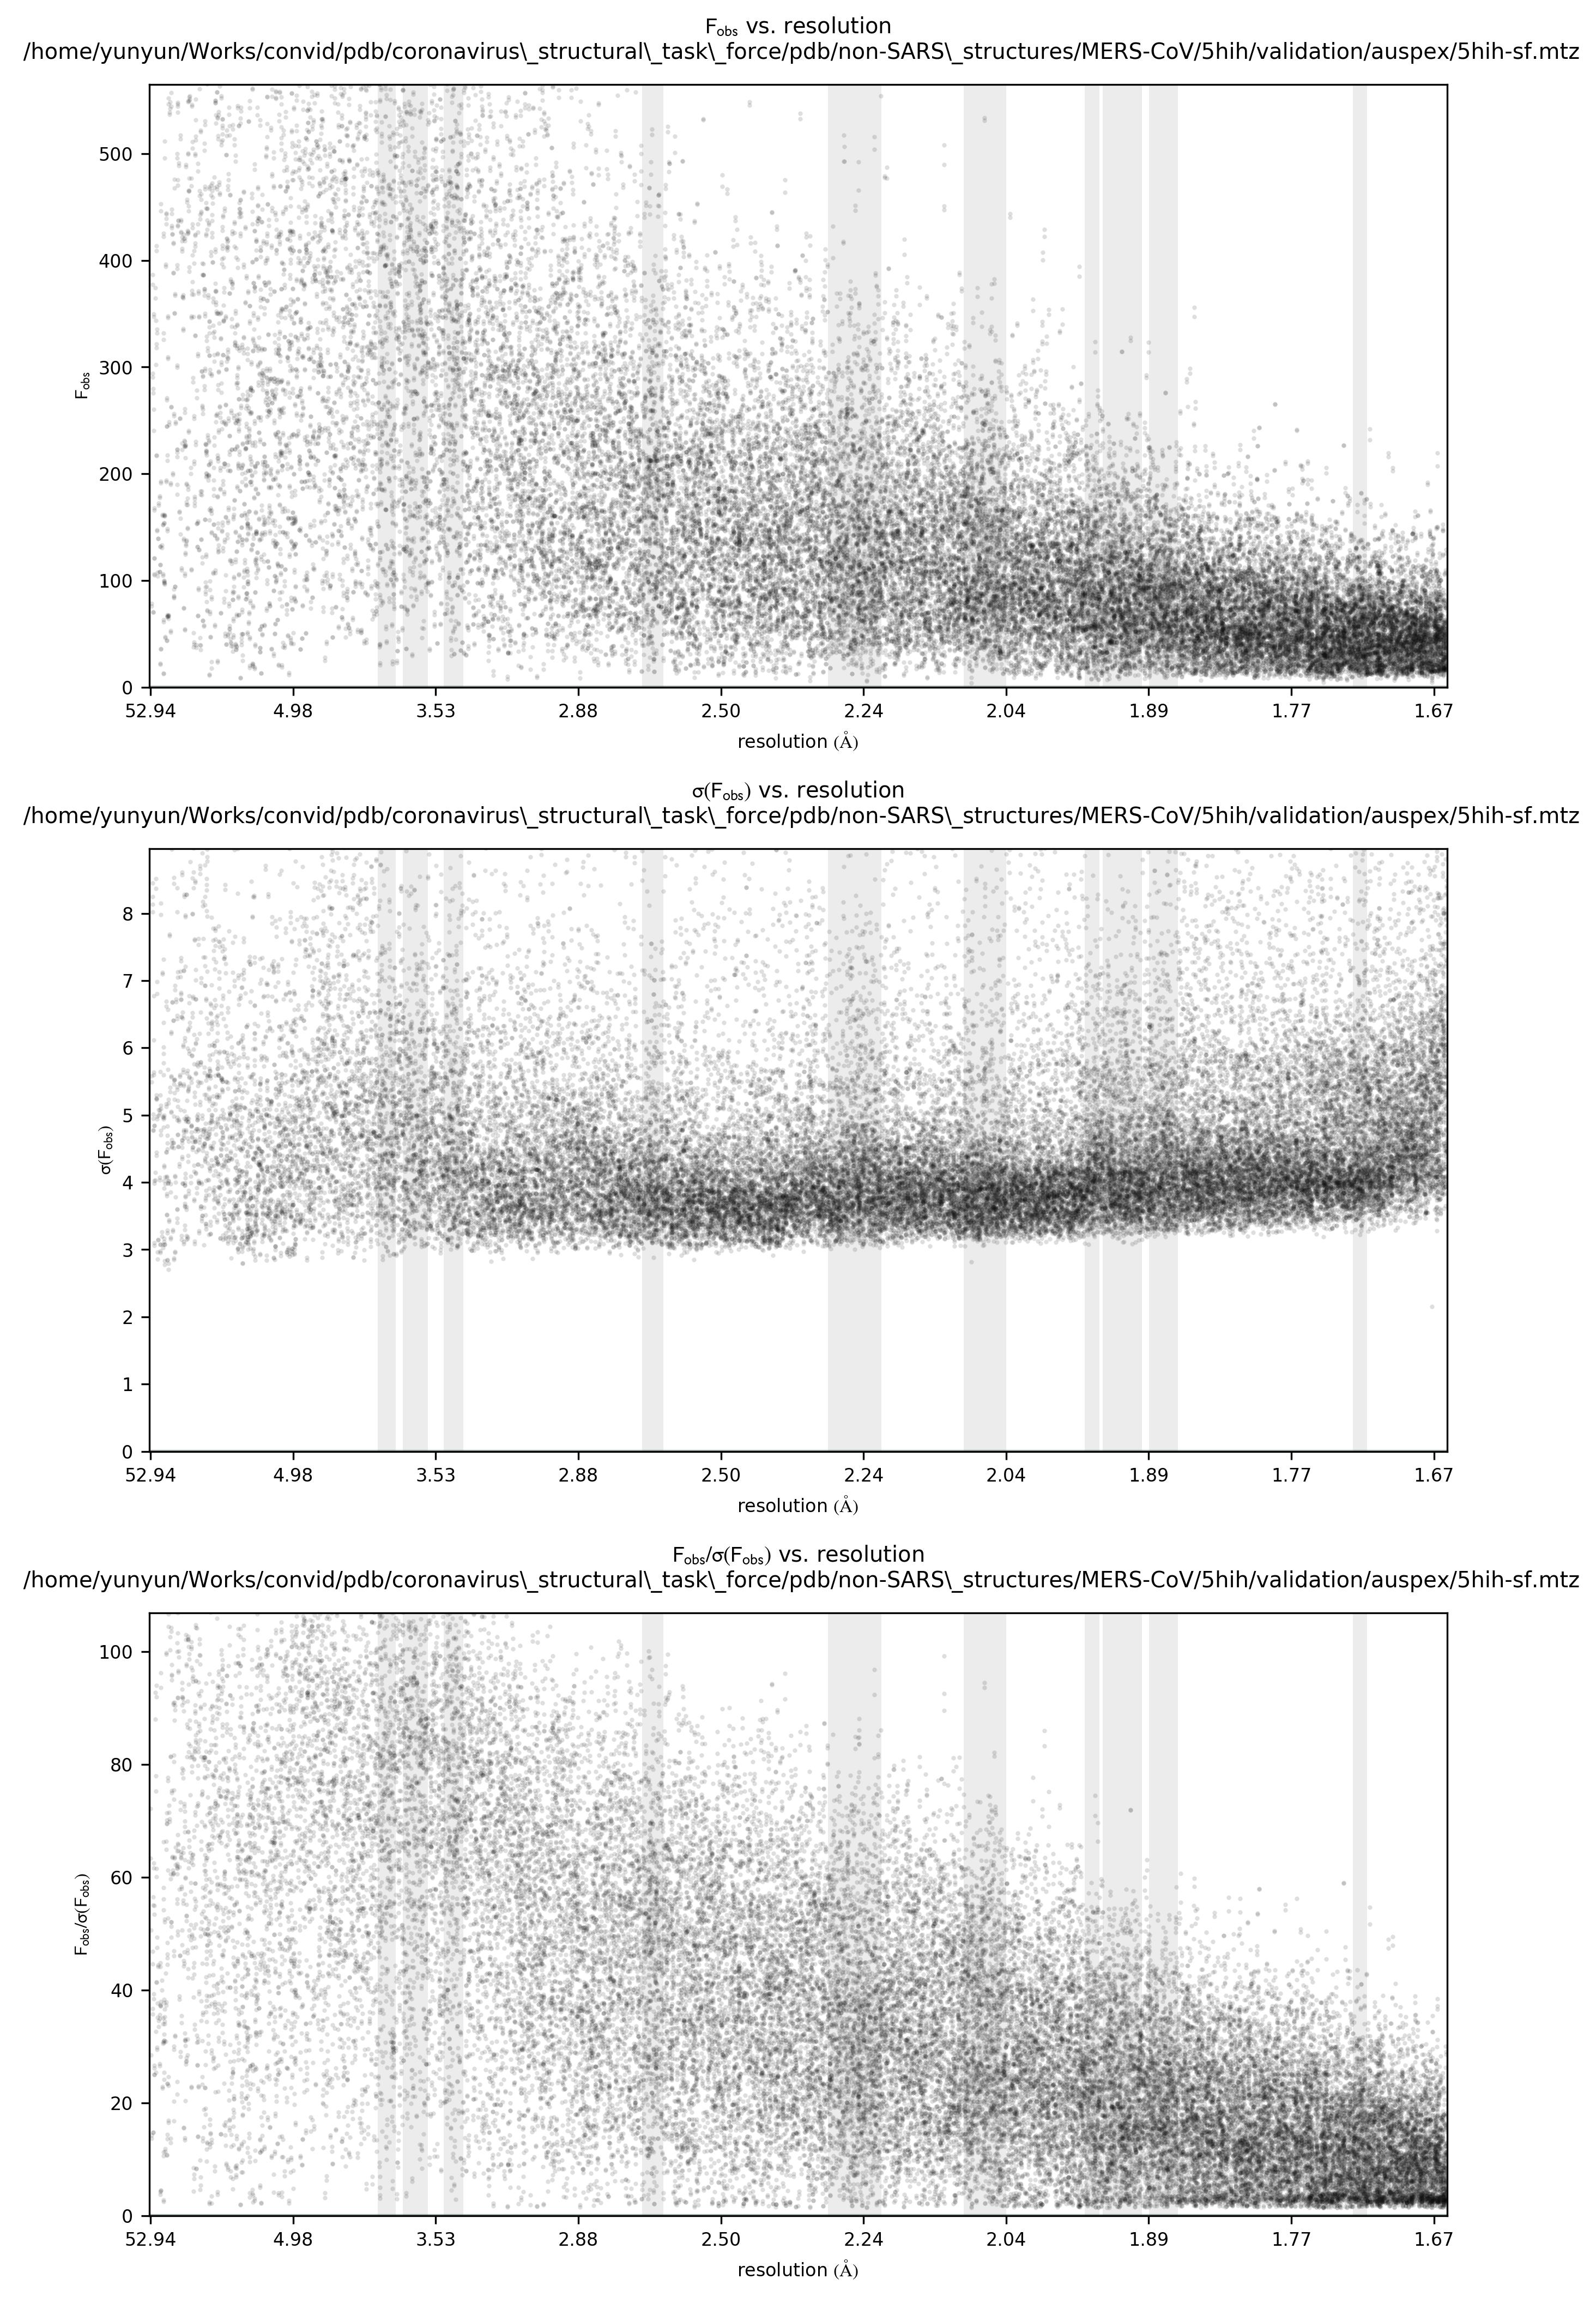 F_obs vs. resolution
/home/yunyun/Works/convid/pdb/coronavirus\_structural\_task\_force/pdb/non-SARS\_structures/MERS-CoV/5hih/validation/auspex/5hih-sf.mtz
500
400
300
200
100
0
F_obs
52.94 4.98 3.53 2.88 2.50 2.24 2.04 1.89 1.77 1.67
resolution (Å)
σ(F_obs) vs. resolution
/home/yunyun/Works/convid/pdb/coronavirus\_structural\_task\_force/pdb/non-SARS\_structures/MERS-CoV/5hih/validation/auspex/5hih-sf.mtz
8
7
6
5
4
3
2
1
0
σ(F_obs)
52.94 4.98 3.53 2.88 2.50 2.24 2.04 1.89 1.77 1.67
resolution (Å)
F_obs/σ(F_obs) vs. resolution
/home/yunyun/Works/convid/pdb/coronavirus\_structural\_task\_force/pdb/non-SARS\_structures/MERS-CoV/5hih/validation/auspex/5hih-sf.mtz
100
80
60
40
20
0
F_obs/σ(F_obs)
52.94 4.98 3.53 2.88 2.50 2.24 2.04 1.89 1.77 1.67
resolution (Å)